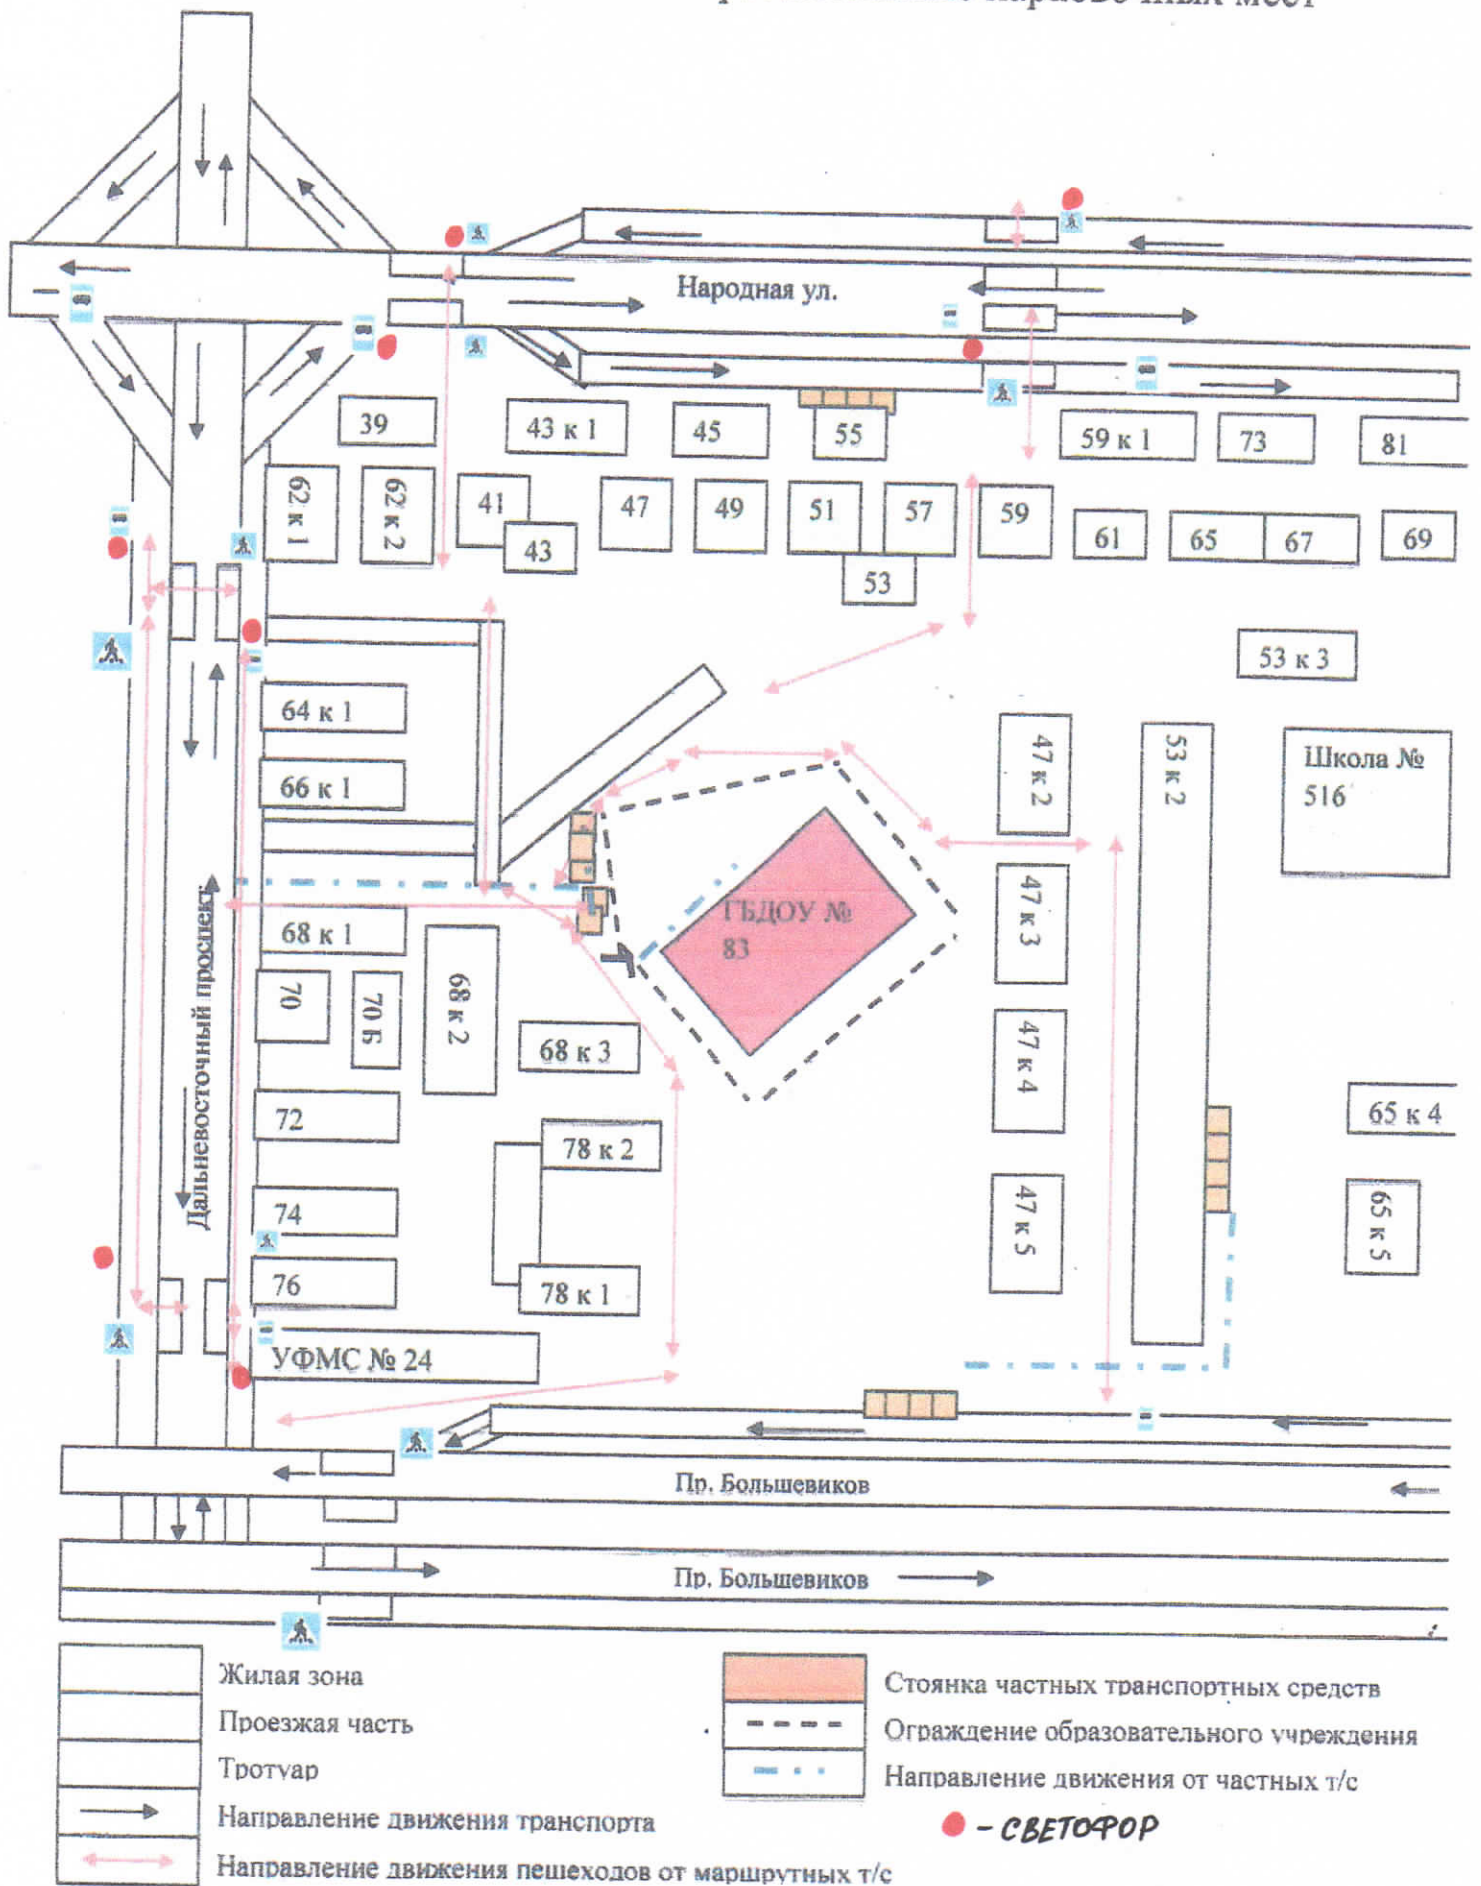 парковочных мест
Народная ул.
39
43 к 1
45
55
59 к 1
73
81
62 к 1
62 к 2
41
43
47
49
51
57
53
59
61
65
67
69
53 к 3
64 к 1
66 к 1
47 к 2
53 к 2
Школа №
516
Дальневосточный проспект
68 к 1
ГБДОУ №
83
47 к 3
70
70 Б
68 к 2
68 к 3
47 к 4
72
78 к 2
65 к 4
74
47 к 5
65 к 5
76
78 к 1
УФМС № 24
Пр. Большевиков
Пр. Большевиков
Жилая зона
Проезжая часть
Тротуар
Направление движения транспорта
Направление движения пешеходов от маршрутных т/с
Стоянка частных транспортных средств
Ограждение образовательного учреждения
Направление движения от частных т/с
- СВЕТОФОР